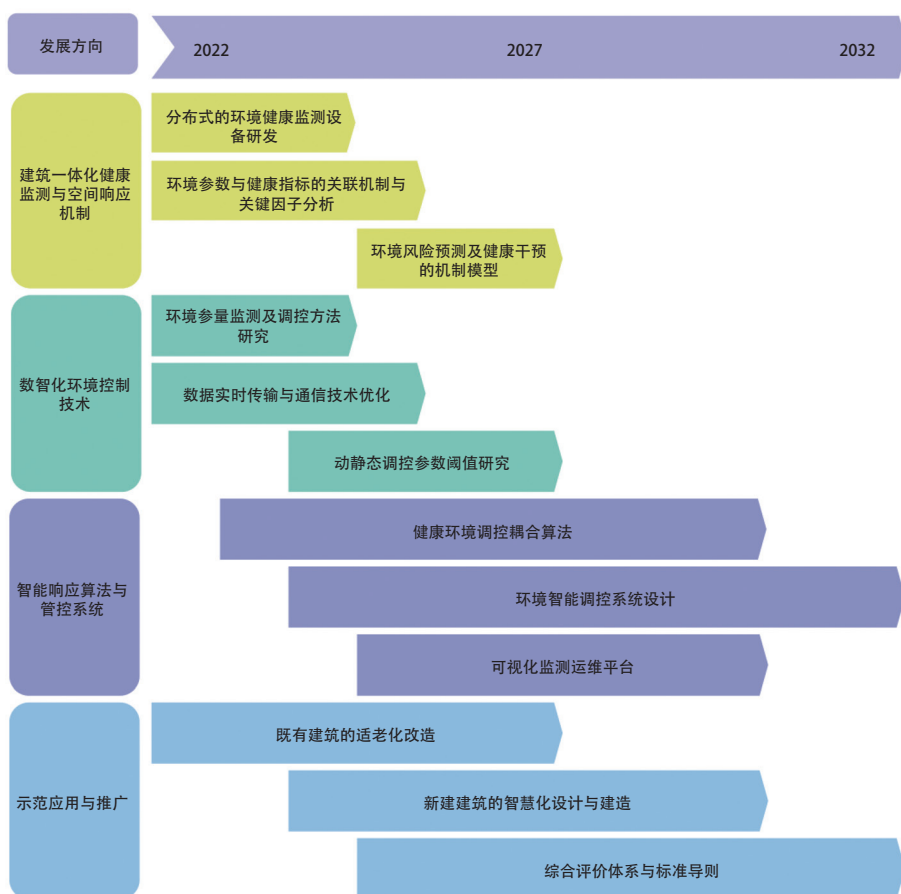 发展方向
2022 2027 2032
建筑一体化健康
监测与空间响应
机制
分布式的环境健康监测设
备研发
环境参数与健康指标的关联机制与
关键因子分析
环境风险预测及健康干预
的机制模型
数智化环境控制
技术
环境参量监测及调控方法
研究
数据实时传输与通信技术优化
动静态调控参数阈值研究
智能响应算法与
管控系统
健康环境调控耦合算法
环境智能调控系统设计
可视化监测运维平台
示范应用与推广
既有建筑的适老化改造
新建建筑的智慧化设计与建造
综合评价体系与标准导则